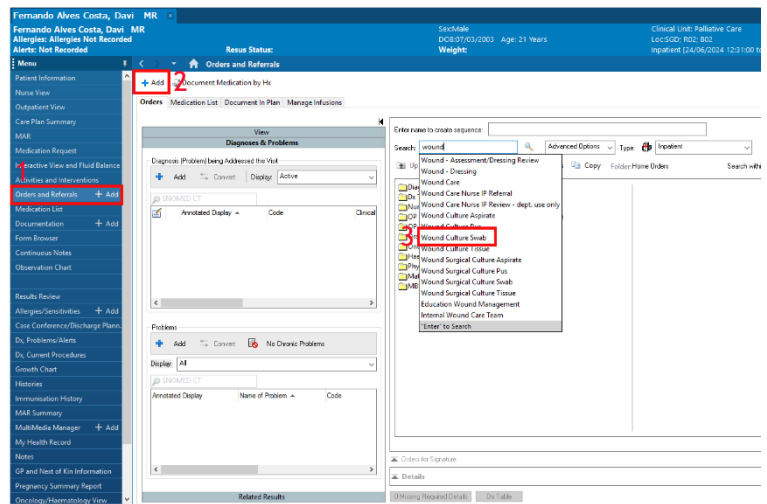 Fernando Alves Costa, Davi MR
Fernando Alves Costa, Davi MR
Allergies: Allergies Not Recorded
Alerts: Not Recorded
Resus Status:
Sex:Male
DOB:07/03/2003 Age: 21 Years
Weight:
Clinical Unit: Palliative Care
Loc:SGD; R02; B02
Inpatient [24/06/2024 12:31:00 to
Menu
Orders and Referrals
Patient Information
Nurse View
Outpatient View
Care Plan Summary
MAR
Medication Request
Interactive View and Fluid Balance
1
Activities and Interventions
Orders and Referrals + Add
Medication List
Documentation + Add
Form Browser
Continuous Notes
Observation Chart
Results Review
Allergies/Sensitivities + Add
Case Conference/Discharge Plann.
Dx, Problems/Alerts
Dx, Current Procedures
Growth Chart
Histories
Immunisation History
MAR Summary
MultiMedia Manager + Add
My Health Record
Notes
GP and Next of Kin Information
Pregnancy Summary Report
Oncology/Haematology View
+ Add
2
Document Medication by Hx
Orders Medication List Document In Plan Manage Infusions
View
Diagnoses & Problems
Diagnosis (Problem) being Addressed this Visit
Add Convert Display: Active
SNOMED CT
Annotated Display Code Clinical
Problems
Add Convert No Chronic Problems
Display: All
SNOMED CT
Annotated Display Name of Problem Code
Related Results
Enter name to create sequence:
Search: wound Advanced Options Type: Inpatient
Up
Copy Folder: Home Orders Search withi
Wound - Assessment/Dressing Review
Wound - Dressing
Wound Care
Wound Care Nurse IP Referral
Wound Care Nurse IP Review - dept. use only
Wound Culture Aspirate
Wound Culture Pus
3
Wound Culture Swab
Wound Culture Tissue
Wound Surgical Culture Aspirate
Wound Surgical Culture Pus
Wound Surgical Culture Swab
Wound Surgical Culture Tissue
Education Wound Management
Internal Wound Care Team
'Enter' to Search
Orders for Signature
Details
0 Missing Required Details Dx Table